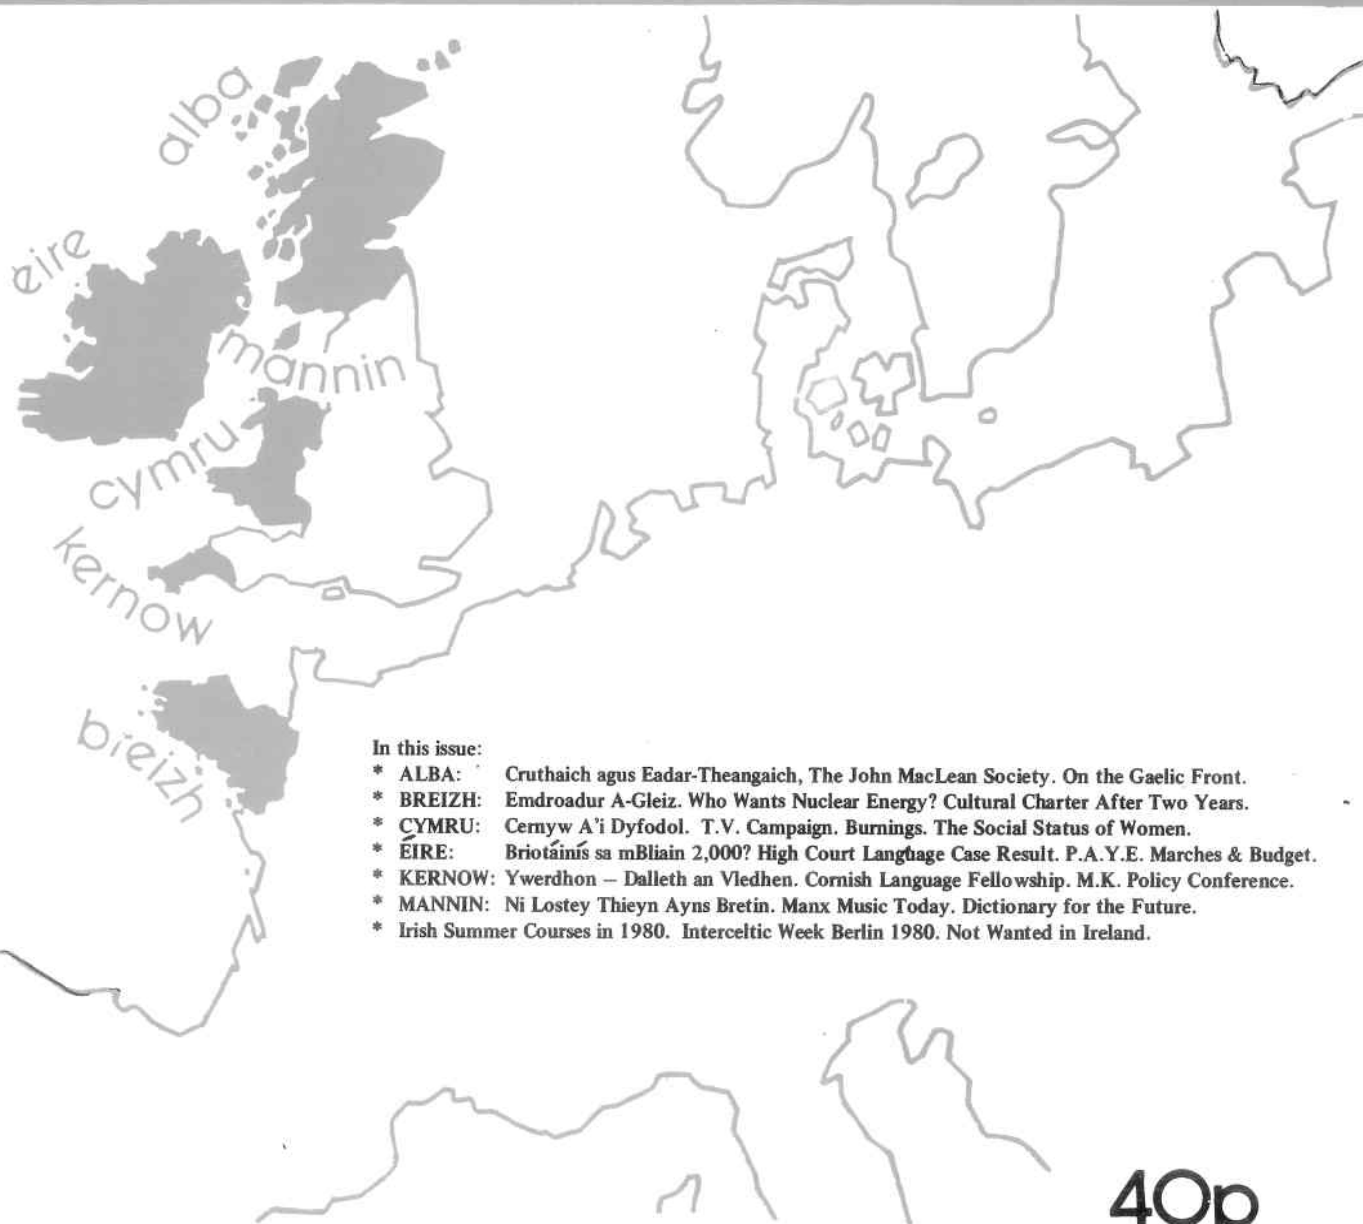 alba
éire
mannin
cymru
kernow
breizh
In this issue:
* ALBA: Cruthaich agus Eadar-Theangaich, The John MacLean Society. On the Gaelic Front.
* BREIZH: Emdroadur A-Gleiz. Who Wants Nuclear Energy? Cultural Charter After Two Years.
* CYMRU: Cernyw A'i Dyfodol. T.V. Campaign. Burnings. The Social Status of Women.
* ÉIRE: Briotáinís sa mBliain 2,000? High Court Language Case Result. P.A.Y.E. Marches & Budget.
* KERNOW: Ywerdhon – Dalleth an Vledhen. Cornish Language Fellowship. M.K. Policy Conference.
* MANNIN: Ni Lostey Thieyn Ayns Bretin. Manx Music Today. Dictionary for the Future.
* Irish Summer Courses in 1980. Interceltic Week Berlin 1980. Not Wanted in Ireland.
40p